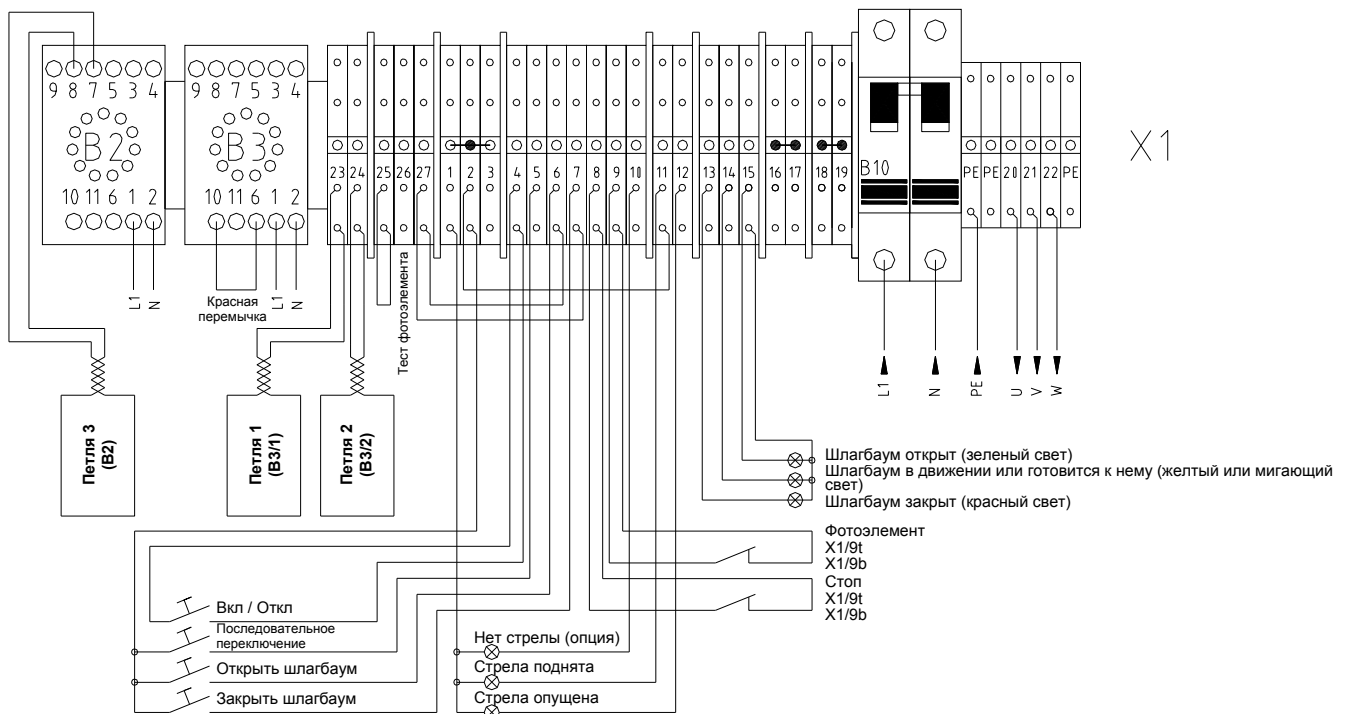 9 8 7 5 3 4
B2
10 11 6 1 2
L1 N
9 8 7 5 3 4
B3
10 11 6 1 2
Красная
перемычка
L1 N
23 24 25 26 27 1 2 3 4 5 6 7 8 9 10 11 12 13 14 15 16 17 18 19
B10
PE PE 20 21 22 PE
X1
Тест фотоэлемента
L1 N PE U V W
Петля 3
(B2)
Петля 1
(B3/1)
Петля 2
(B3/2)
Шлагбаум открыт (зеленый свет)
Шлагбаум в движении или готовится к нему (желтый или мигающий
свет)
Шлагбаум закрыт (красный свет)
Фотоэлемент
X1/9t
X1/9b
Стоп
X1/9t
X1/9b
Вкл / Откл
Последовательное
переключение
Открыть шлагбаум
Закрыть шлагбаум
Нет стрелы (опция)
Стрела поднята
Стрела опущена